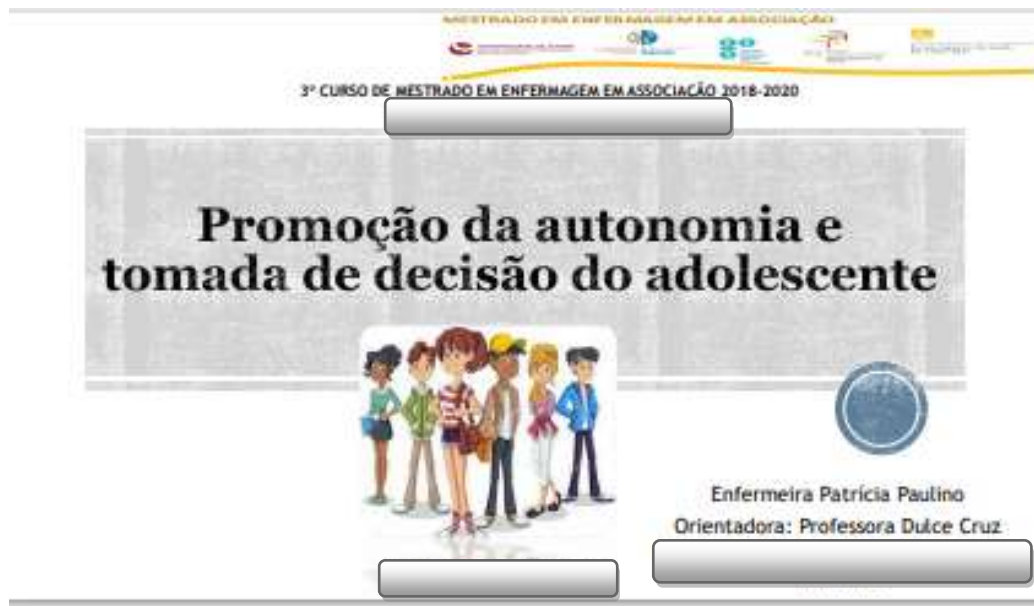 MESTRADO EM ENFERMAGEM EM ASSOCIAÇÃO
3º CURSO DE MESTRADO EM ENFERMAGEM EM ASSOCIAÇÃO 2018-2020
Promoção da autonomia e
tomada de decisão do adolescente
Enfermeira Patrícia Paulino
Orientadora: Professora Dulce Cruz